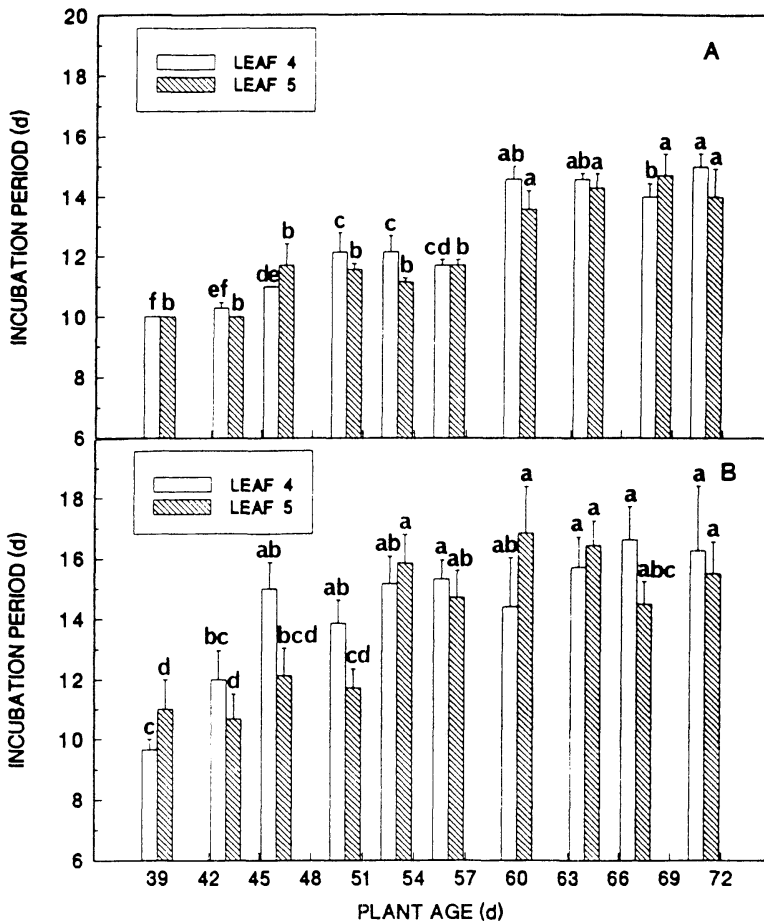 20
18
16
14
12
10
8
6
INCUBATION PERIOD (d)
LEAF 4
LEAF 5
A
f b
ef b
de b
c b
c b
cd b
ab a
ab a
b a
a a
18
16
14
12
10
8
6
INCUBATION PERIOD (d)
LEAF 4
LEAF 5
B
c d
bc d
ab bcd
ab cd
ab a
a ab
ab a
a a
a abc
a a
39 42 45 48 51 54 57 60 63 66 69 72
PLANT AGE (d)